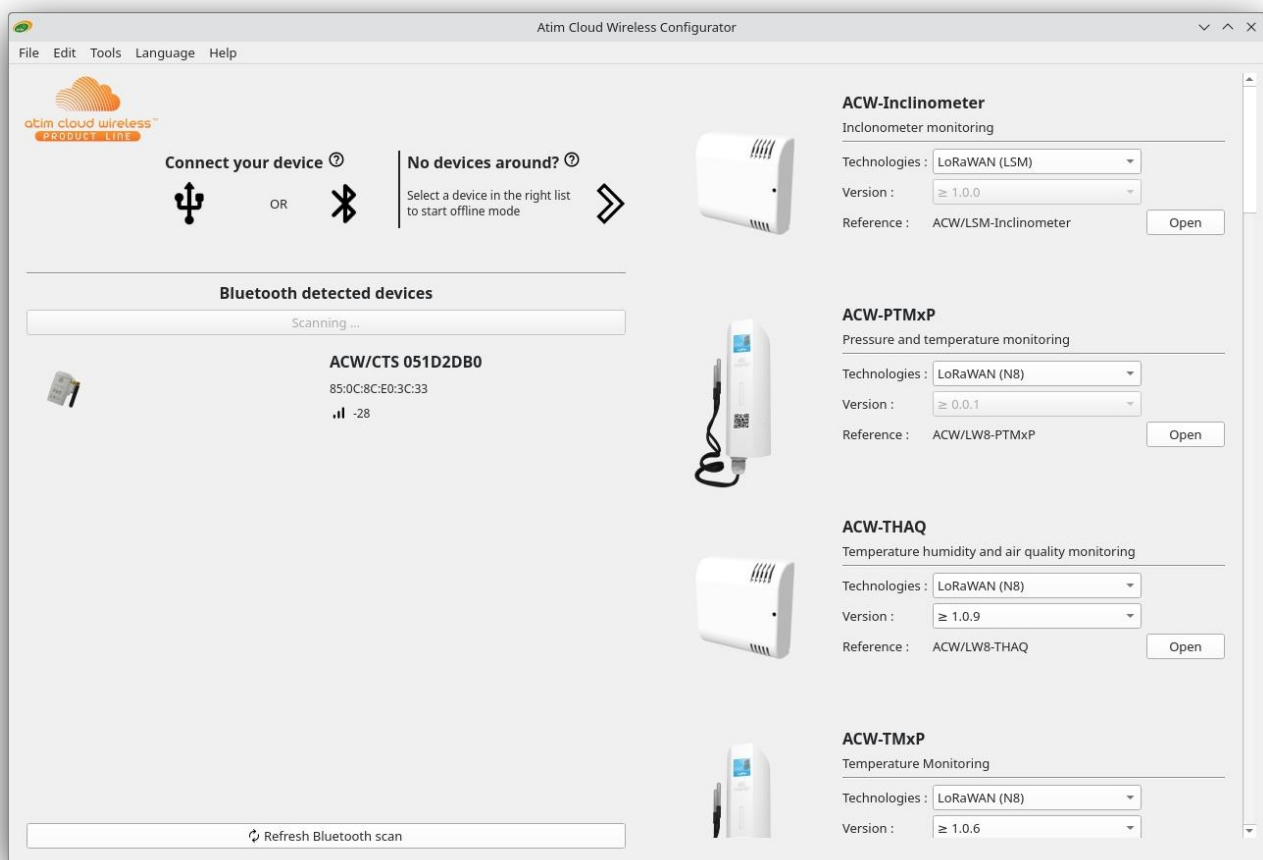 Atim Cloud Wireless Configurator
File Edit Tools Language Help
atim cloud wireless™
PRODUCT LINE
Connect your device
OR
No devices around?
Select a device in the right list
to start offline mode
Bluetooth detected devices
Scanning ...
ACW/CTS 051D2DB0
85:0C:8C:E0:3C:33
-28
Refresh Bluetooth scan
ACW-Inclinometer
Inclonometer monitoring
Technologies : LoRaWAN (LSM)
Version : ≥ 1.0.0
Reference : ACW/LSM-Inclinometer Open
ACW-PTMxP
Pressure and temperature monitoring
Technologies : LoRaWAN (N8)
Version : ≥ 0.0.1
Reference : ACW/LW8-PTMxP Open
ACW-THAQ
Temperature humidity and air quality monitoring
Technologies : LoRaWAN (N8)
Version : ≥ 1.0.9
Reference : ACW/LW8-THAQ Open
ACW-TMxP
Temperature Monitoring
Technologies : LoRaWAN (N8)
Version : ≥ 1.0.6